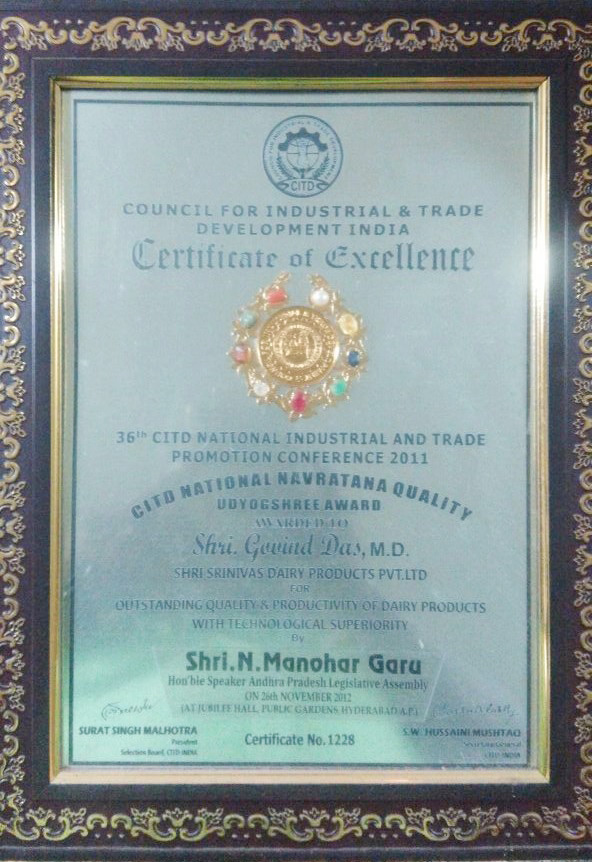 CITD
COUNCIL FOR INDUSTRIAL & TRADE
DEVELOPMENT INDIA
Certificate of Excellence
36th CITD NATIONAL INDUSTRIAL AND TRADE
PROMOTION CONFERENCE 2011
CITD NATIONAL NAVRATANA QUALITY
UDYOGSHREE AWARD
AWARDED TO
Shri. Govind Das, M.D.
SHRI SRINIVAS DAIRY PRODUCTS PVT.LTD
FOR
OUTSTANDING QUALITY & PRODUCTIVITY OF DAIRY PRODUCTS
WITH TECHNOLOGICAL SUPERIORITY
By
Shri.N.Manohar Garu
Hon'ble Speaker Andhra Pradesh Legislative Assembly
ON 26th NOVEMBER 2012
(AT JUBILEE HALL, PUBLIC GARDENS HYDERABAD A.P.)
SURAT SINGH MALHOTRA
President
Selection Board, CITD INDIA
Certificate No.1228
S.W. HUSSAINI MUSHTAQ
CITD INDIA